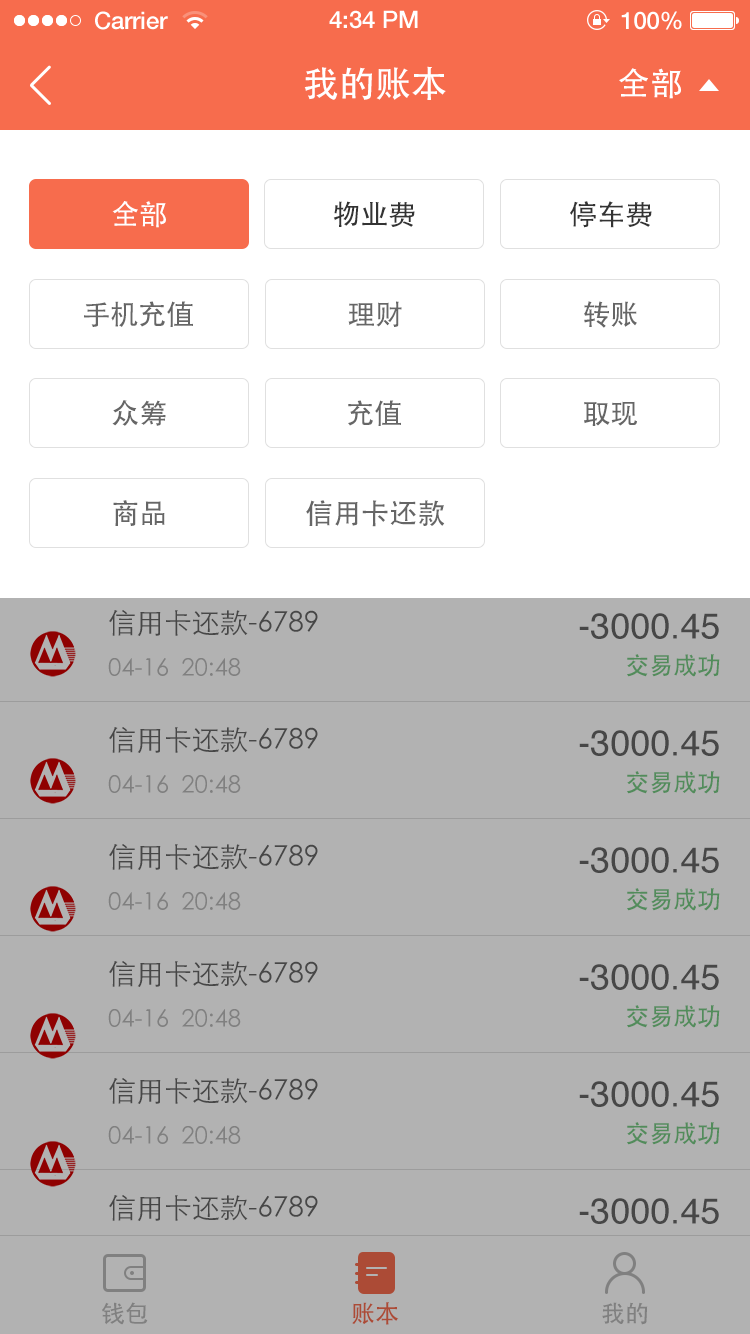 Carrier 4:34 PM 100%
我的账本 全部
全部 物业费 停车费
手机充值 理财 转账
众筹 充值 取现
商品 信用卡还款
信用卡还款-6789 -3000.45
04-16 20:48 交易成功
信用卡还款-6789 -3000.45
04-16 20:48 交易成功
信用卡还款-6789 -3000.45
04-16 20:48 交易成功
信用卡还款-6789 -3000.45
04-16 20:48 交易成功
信用卡还款-6789 -3000.45
04-16 20:48 交易成功
信用卡还款-6789 -3000.45
钱包 账本 我的